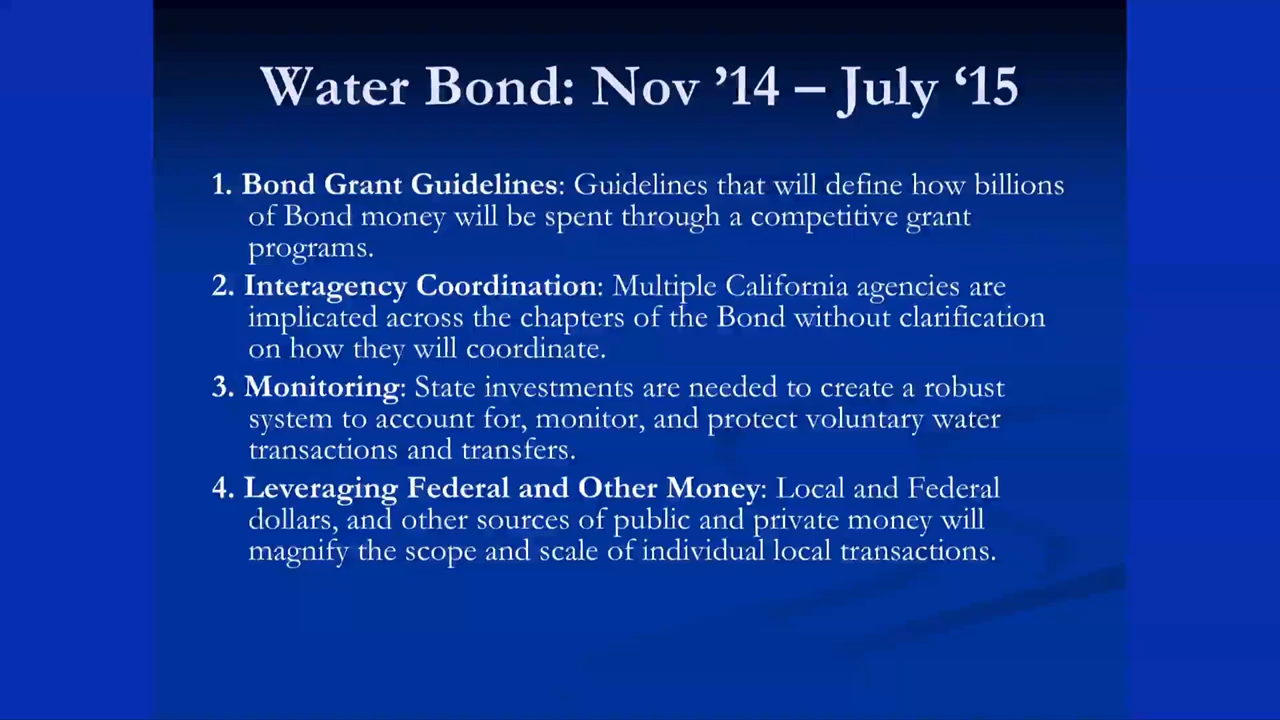 Water Bond: Nov ’14 – July ‘15
1. Bond Grant Guidelines: Guidelines that will define how billions
of Bond money will be spent through a competitive grant
programs.
2. Interagency Coordination: Multiple California agencies are
implicated across the chapters of the Bond without clarification
on how they will coordinate.
3. Monitoring: State investments are needed to create a robust
system to account for, monitor, and protect voluntary water
transactions and transfers.
4. Leveraging Federal and Other Money: Local and Federal
dollars, and other sources of public and private money will
magnify the scope and scale of individual local transactions.